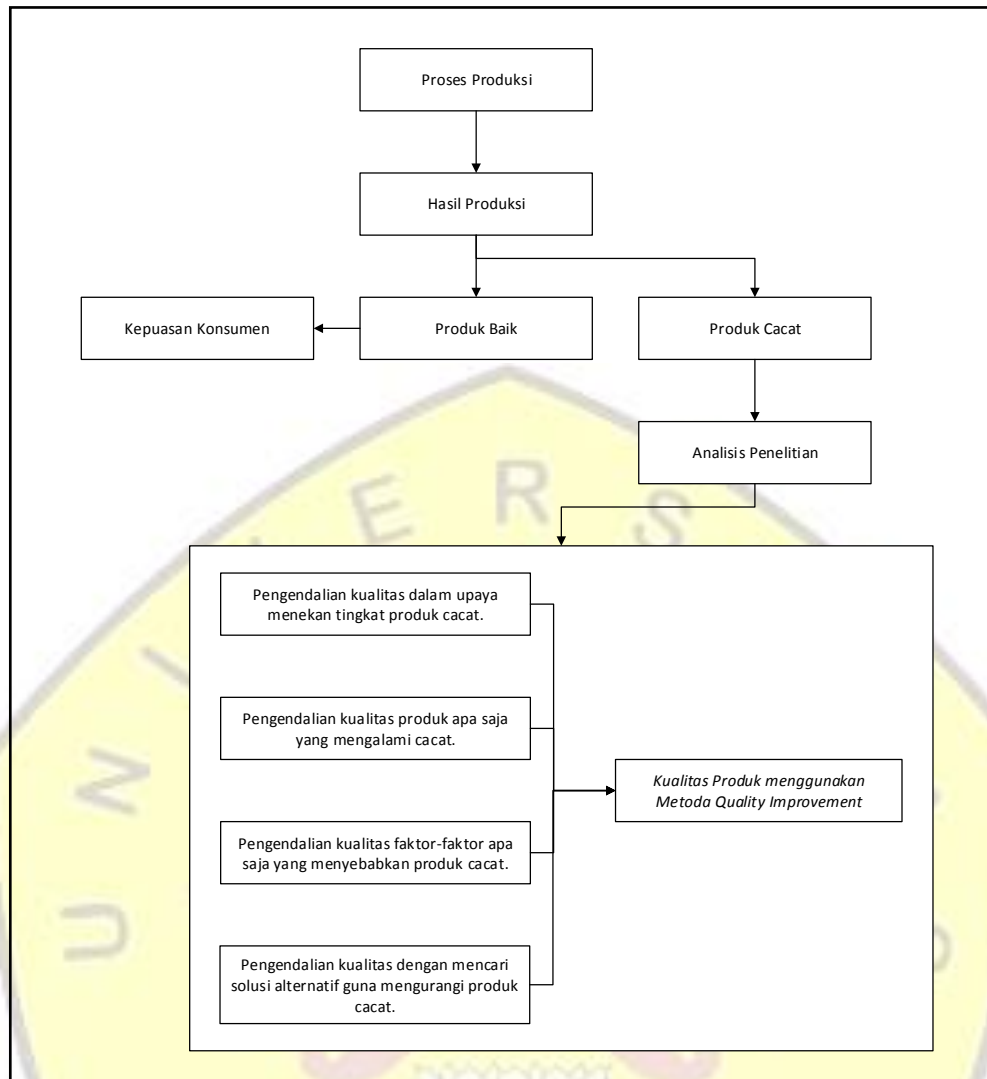 Proses Produksi
Hasil Produksi
Kepuasan Konsumen
Produk Baik
Produk Cacat
Analisis Penelitian
Pengendalian kualitas dalam upaya
menekan tingkat produk cacat.
Pengendalian kualitas produk apa saja
yang mengalami cacat.
Kualitas Produk menggunakan
Metoda Quality Improvement
Pengendalian kualitas faktor-faktor apa
saja yang menyebabkan produk cacat.
Pengendalian kualitas dengan mencari
solusi alternatif guna mengurangi produk
cacat.
U N I E R S